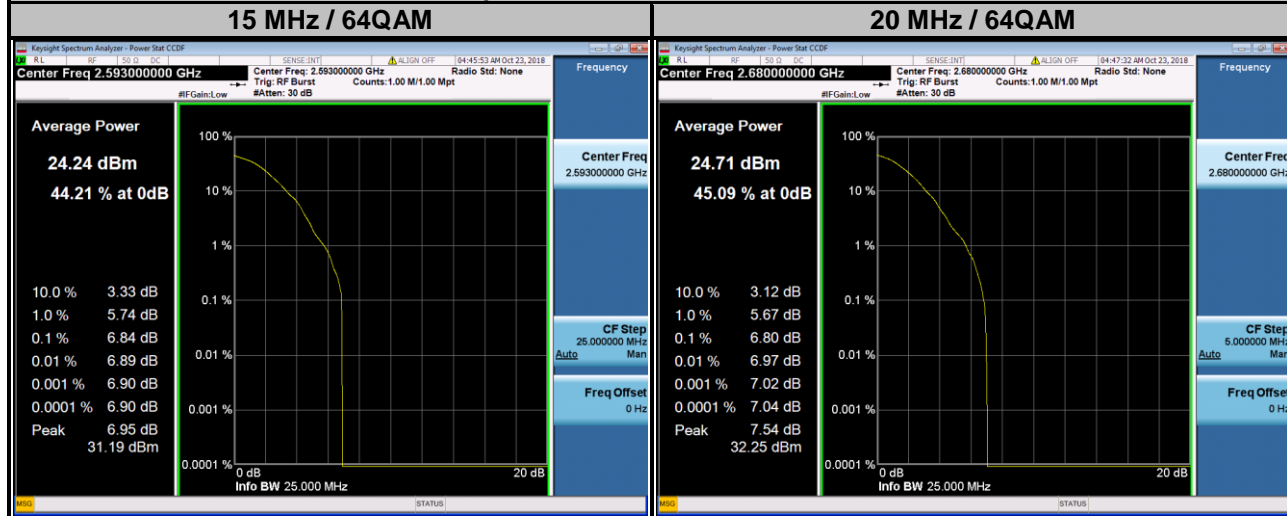 15 MHz / 64QAM
Keysight Spectrum Analyzer - Power Stat CCDF
RL RF 50 Ω DC SENSE:INT ALIGN OFF 04:45:53 AM Oct 23, 2018
Center Freq 2.593000000 GHz
Center Freq: 2.593000000 GHz Radio Std: None
Trig: RF Burst Counts:1.00 M/1.00 Mpt
#IFGain:Low #Atten: 30 dB
Frequency
Average Power
24.24 dBm
44.21 % at 0dB
10.0 % 3.33 dB
1.0 % 5.74 dB
0.1 % 6.84 dB
0.01 % 6.89 dB
0.001 % 6.90 dB
0.0001 % 6.90 dB
Peak 6.95 dB
31.19 dBm
100 %
10 %
1 %
0.1 %
0.01 %
0.001 %
0.0001 %
0 dB 20 dB
Info BW 25.000 MHz
Center Freq
2.593000000 GHz
CF Step
25.000000 MHz
Auto Man
Freq Offset
0 Hz
MSG STATUS
20 MHz / 64QAM
Keysight Spectrum Analyzer - Power Stat CCDF
RL RF 50 Ω DC SENSE:INT ALIGN OFF 04:47:32 AM Oct 23, 2018
Center Freq 2.680000000 GHz
Center Freq: 2.680000000 GHz Radio Std: None
Trig: RF Burst Counts:1.00 M/1.00 Mpt
#IFGain:Low #Atten: 30 dB
Frequency
Average Power
24.71 dBm
45.09 % at 0dB
10.0 % 3.12 dB
1.0 % 5.67 dB
0.1 % 6.80 dB
0.01 % 6.97 dB
0.001 % 7.02 dB
0.0001 % 7.04 dB
Peak 7.54 dB
32.25 dBm
100 %
10 %
1 %
0.1 %
0.01 %
0.001 %
0.0001 %
0 dB 20 dB
Info BW 25.000 MHz
Center Freq
2.680000000 GHz
CF Step
5.000000 MHz
Auto Man
Freq Offset
0 Hz
MSG STATUS